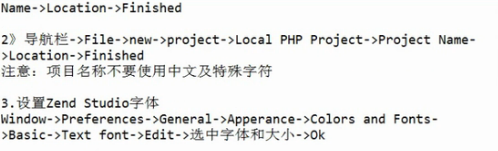 Name->Location->Finished
2》导航栏->File->new->project->Local PHP Project->Project Name-
>Location->Finished
注意：项目名称不要使用中文及特殊字符
3.设置Zend Studio字体
Window->Preferences->General->Apperance->Colors and Fonts-
>Basic->Text font->Edit->选中字体和大小->Ok